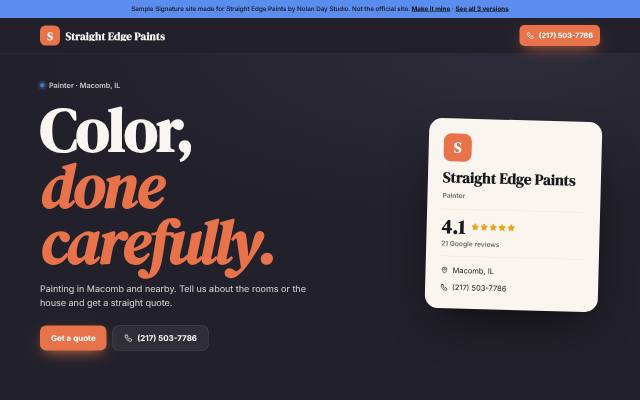 Sample Signature site made for Straight Edge Paints by Nolan Day Studio. Not the official site. Make it mine · See all 3 versions
S Straight Edge Paints
(217) 503-7786
Painter · Macomb, IL
Color,
done
carefully.
Painting in Macomb and nearby. Tell us about the rooms or the
house and get a straight quote.
Get a quote
(217) 503-7786
S
Straight Edge Paints
Painter
4.1 ★★★★★
21 Google reviews
Macomb, IL
(217) 503-7786